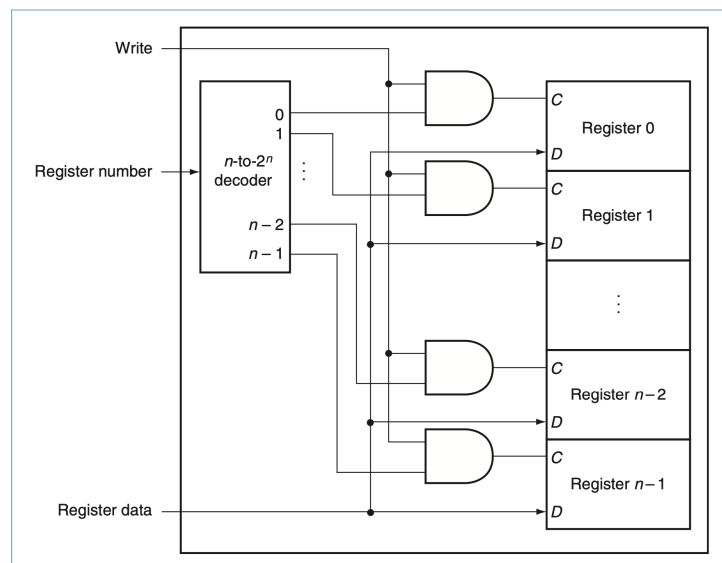 Write
Register number
Register data
n-to-2ⁿ
decoder
0
1
⋮
n – 2
n – 1
C
Register 0
D
C
Register 1
D
⋮
C
Register n – 2
D
C
Register n – 1
D